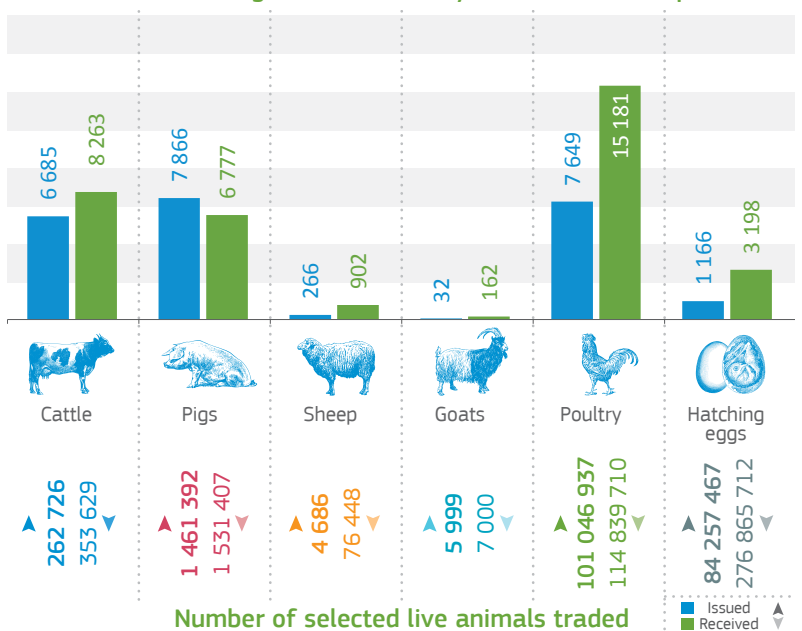 6 685
8 263
7 866
6 777
266
902
32
162
7 649
15 181
1 166
3 198
Cattle
Pigs
Sheep
Goats
Poultry
Hatching
eggs
262 726
353 629
1 461 392
1 531 407
4 686
76 448
5 999
7 000
101 046 937
114 839 710
84 257 467
276 865 712
Number of selected live animals traded
Issued
Received